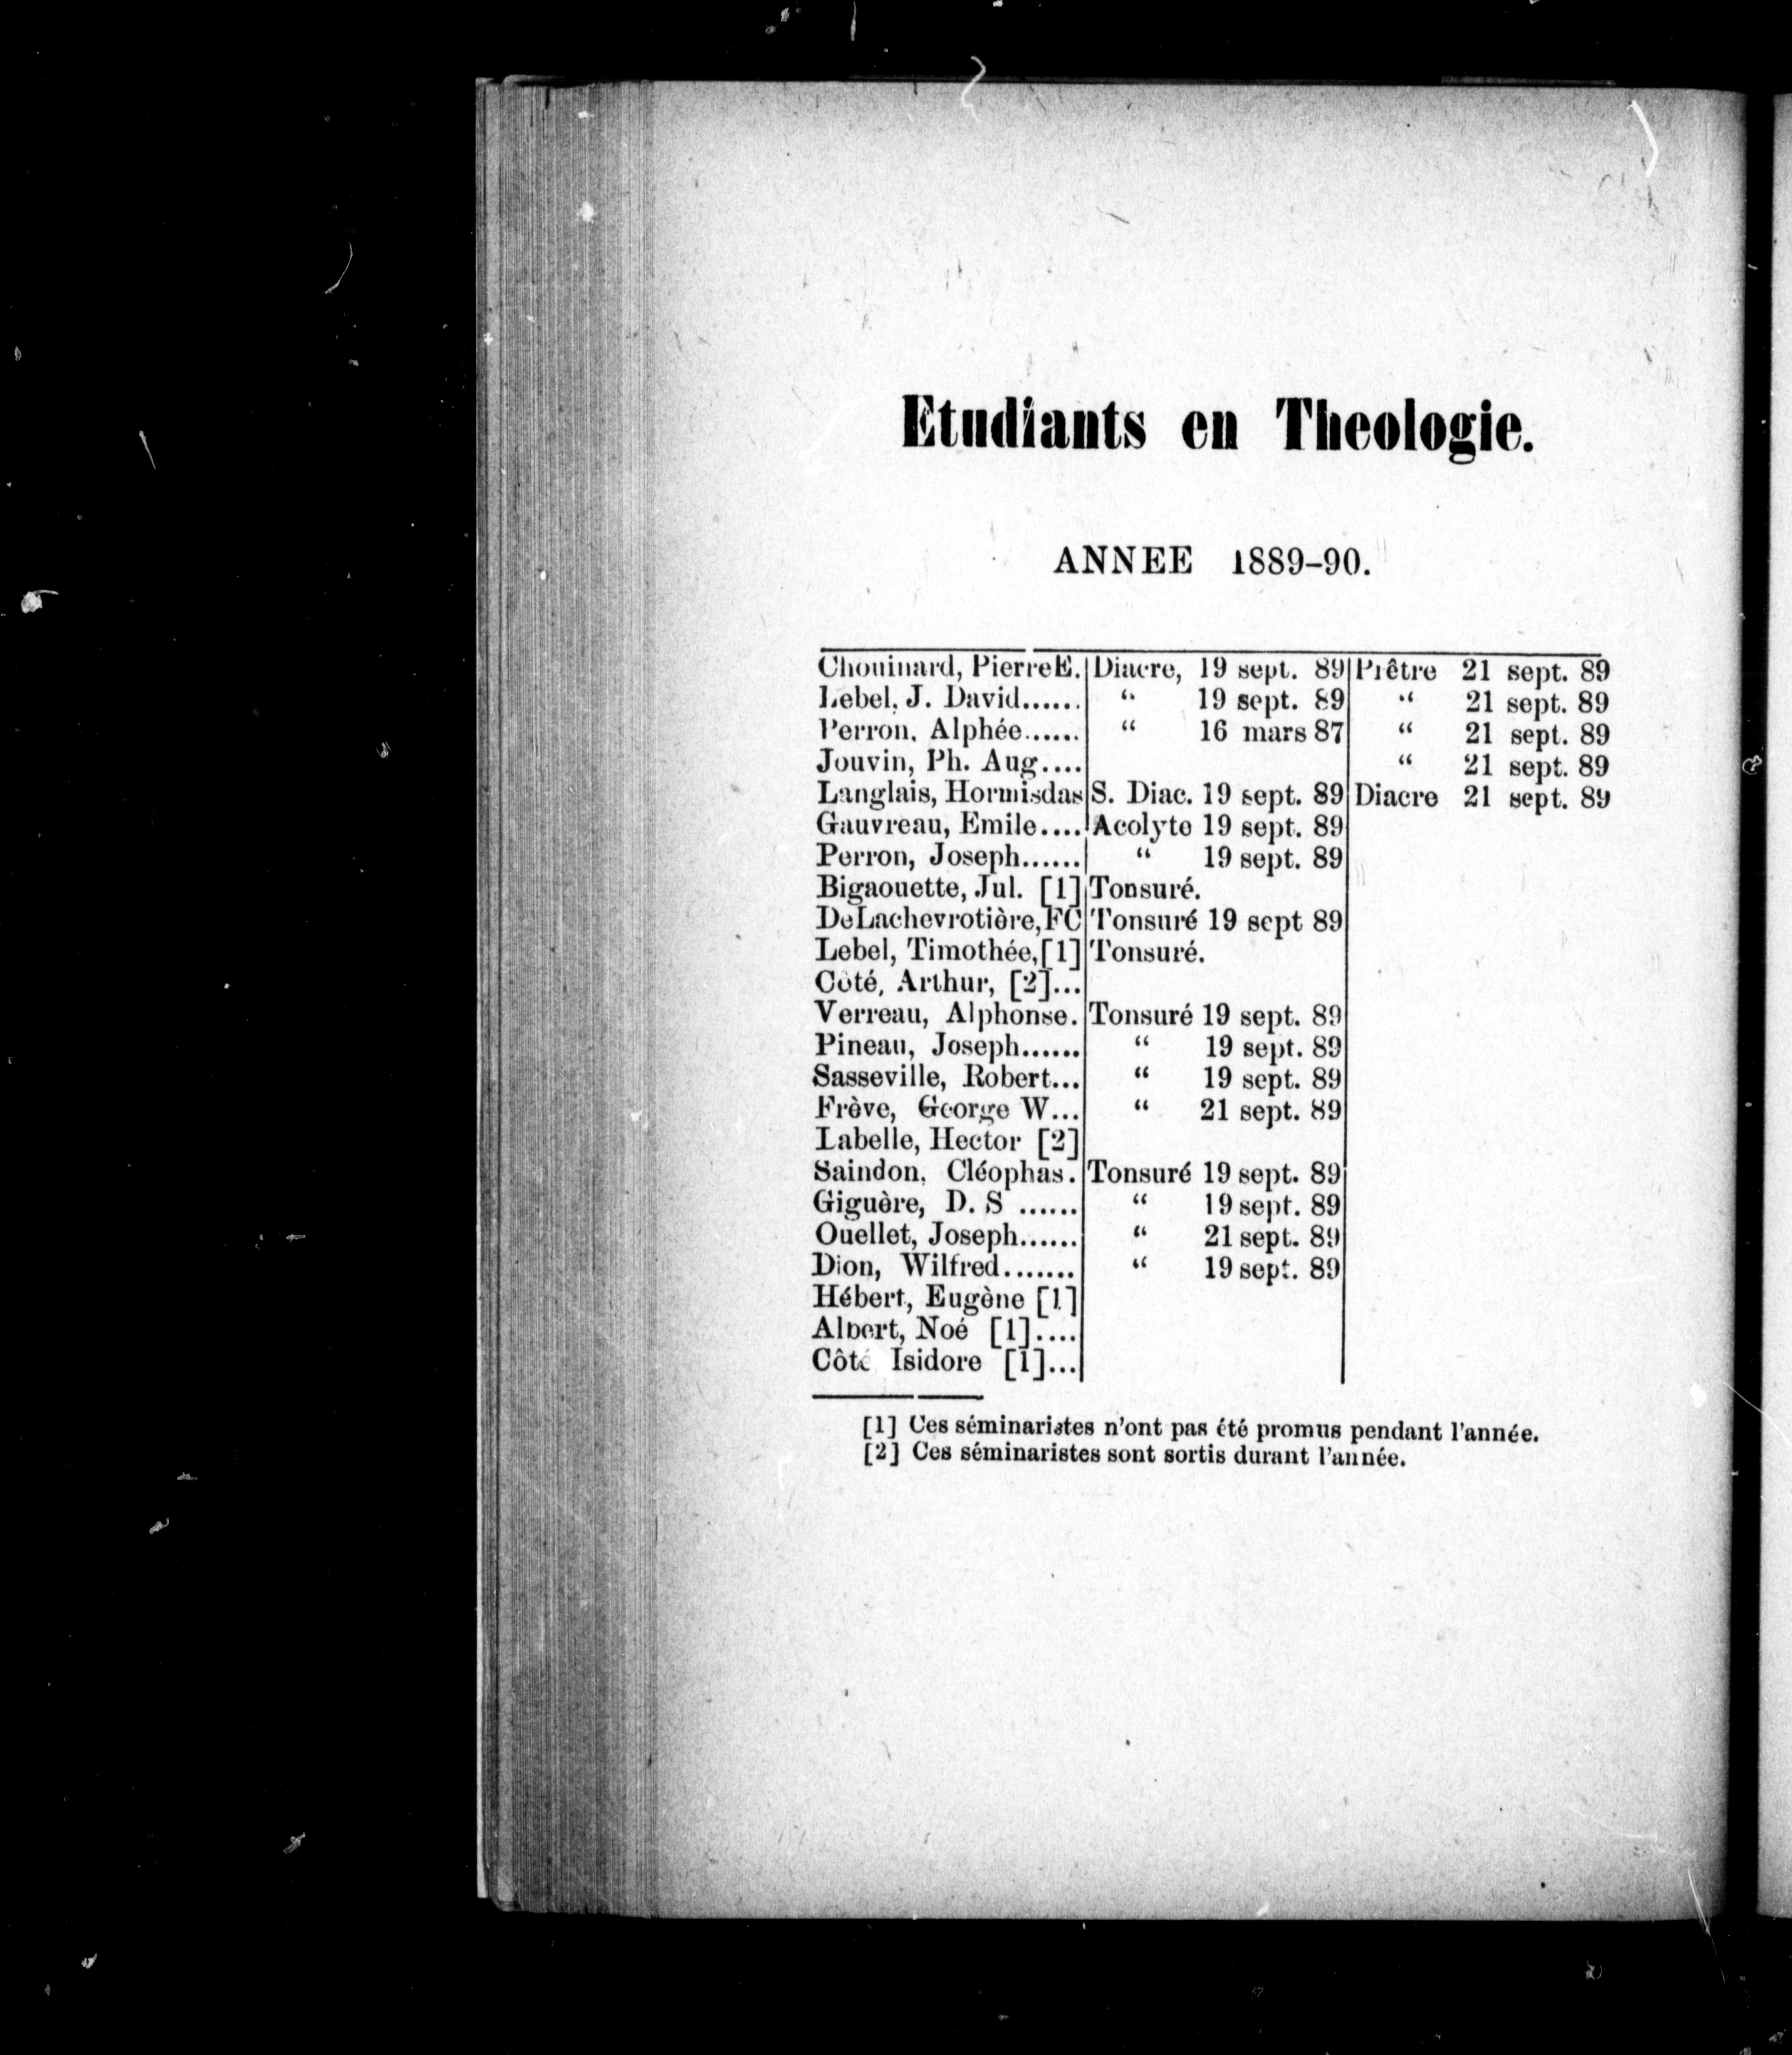 Etudiants en Theologie.
ANNEE 1889-90.
Chouinard, Pierre E. Diacre, 19 sept. 89 Prêtre 21 sept. 89
Lebel, J. David...... “ 19 sept. 89 “ 21 sept. 89
Perron, Alphée...... “ 16 mars 87 “ 21 sept. 89
Jouvin, Ph. Aug.... “ 21 sept. 89
Langlais, Hormisdas S. Diac. 19 sept. 89 Diacre 21 sept. 89
Gauvreau, Emile.... Acolyte 19 sept. 89
Perron, Joseph...... “ 19 sept. 89
Bigaouette, Jul. [1] Tonsuré.
DeLachevrotière, FC Tonsuré 19 sept 89
Lebel, Timothée, [1] Tonsuré.
Côté, Arthur, [2]...
Verreau, Alphonse. Tonsuré 19 sept. 89
Pineau, Joseph...... “ 19 sept. 89
Sasseville, Robert... “ 19 sept. 89
Frève, George W... “ 21 sept. 89
Labelle, Hector [2]
Saindon, Cléophas. Tonsuré 19 sept. 89
Giguère, D. S ...... “ 19 sept. 89
Ouellet, Joseph...... “ 21 sept. 89
Dion, Wilfred....... “ 19 sept. 89
Hébert, Eugène [1]
Albert, Noé [1]....
Côté Isidore [1]...
[1] Ces séminaristes n'ont pas été promus pendant l'année.
[2] Ces séminaristes sont sortis durant l'année.